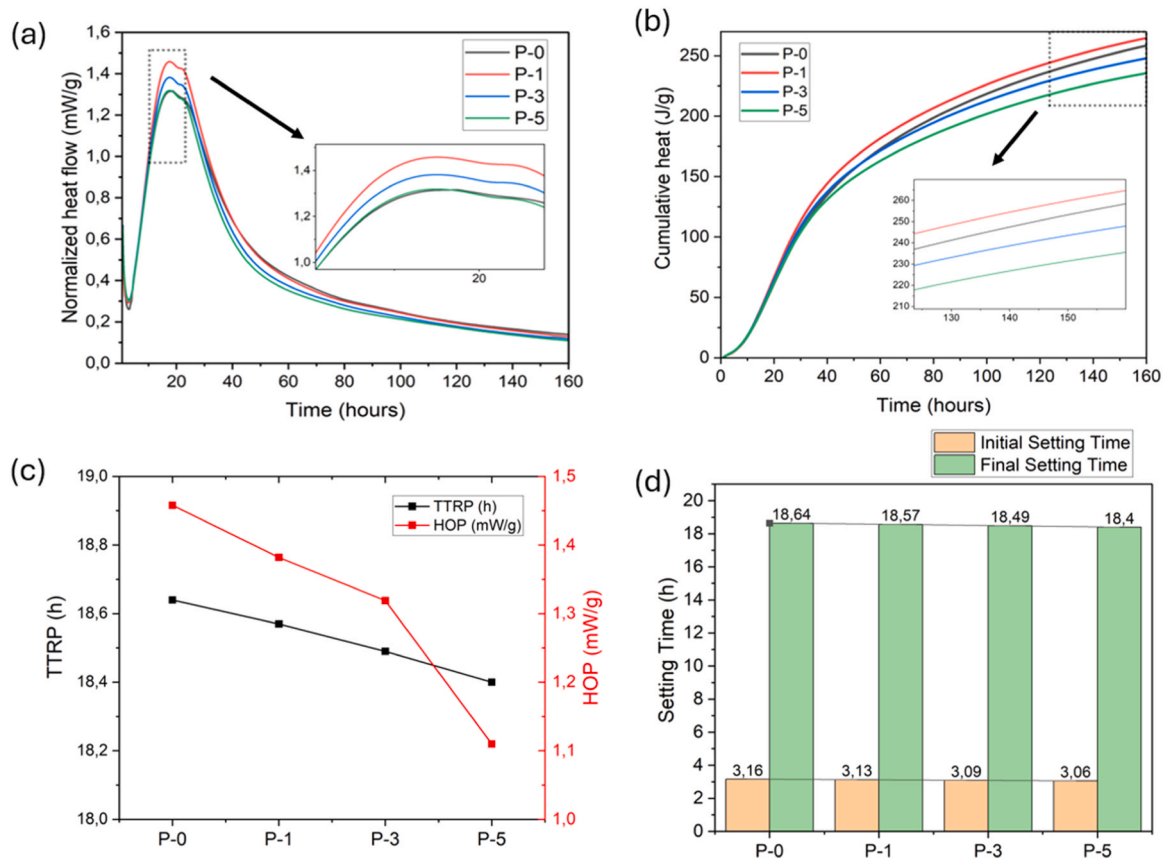 (a)
Normalized heat flow (mW/g)
1,6
1,4
1,2
1,0
0,8
0,6
0,4
0,2
0,0
P-0
P-1
P-3
P-5
1,4
1,2
1,0
20
20 40 60 80 100 120 140 160
Time (hours)
(b)
Cumulative heat (J/g)
250
200
150
100
50
0
P-0
P-1
P-3
P-5
260
250
240
230
220
210
130 140 150
0 20 40 60 80 100 120 140 160
Time (hours)
(c)
TTRP (h)
19,0
18,8
18,6
18,4
18,2
18,0
TTRP (h)
HOP (mW/g)
1,5
1,4
1,3
1,2
1,1
1,0
HOP (mW/g)
P-0 P-1 P-3 P-5
Initial Setting Time
Final Setting Time
(d)
Setting Time (h)
20
18
16
14
12
10
8
6
4
2
0
18,64 18,57 18,49 18,4
3,16 3,13 3,09 3,06
P-0 P-1 P-3 P-5